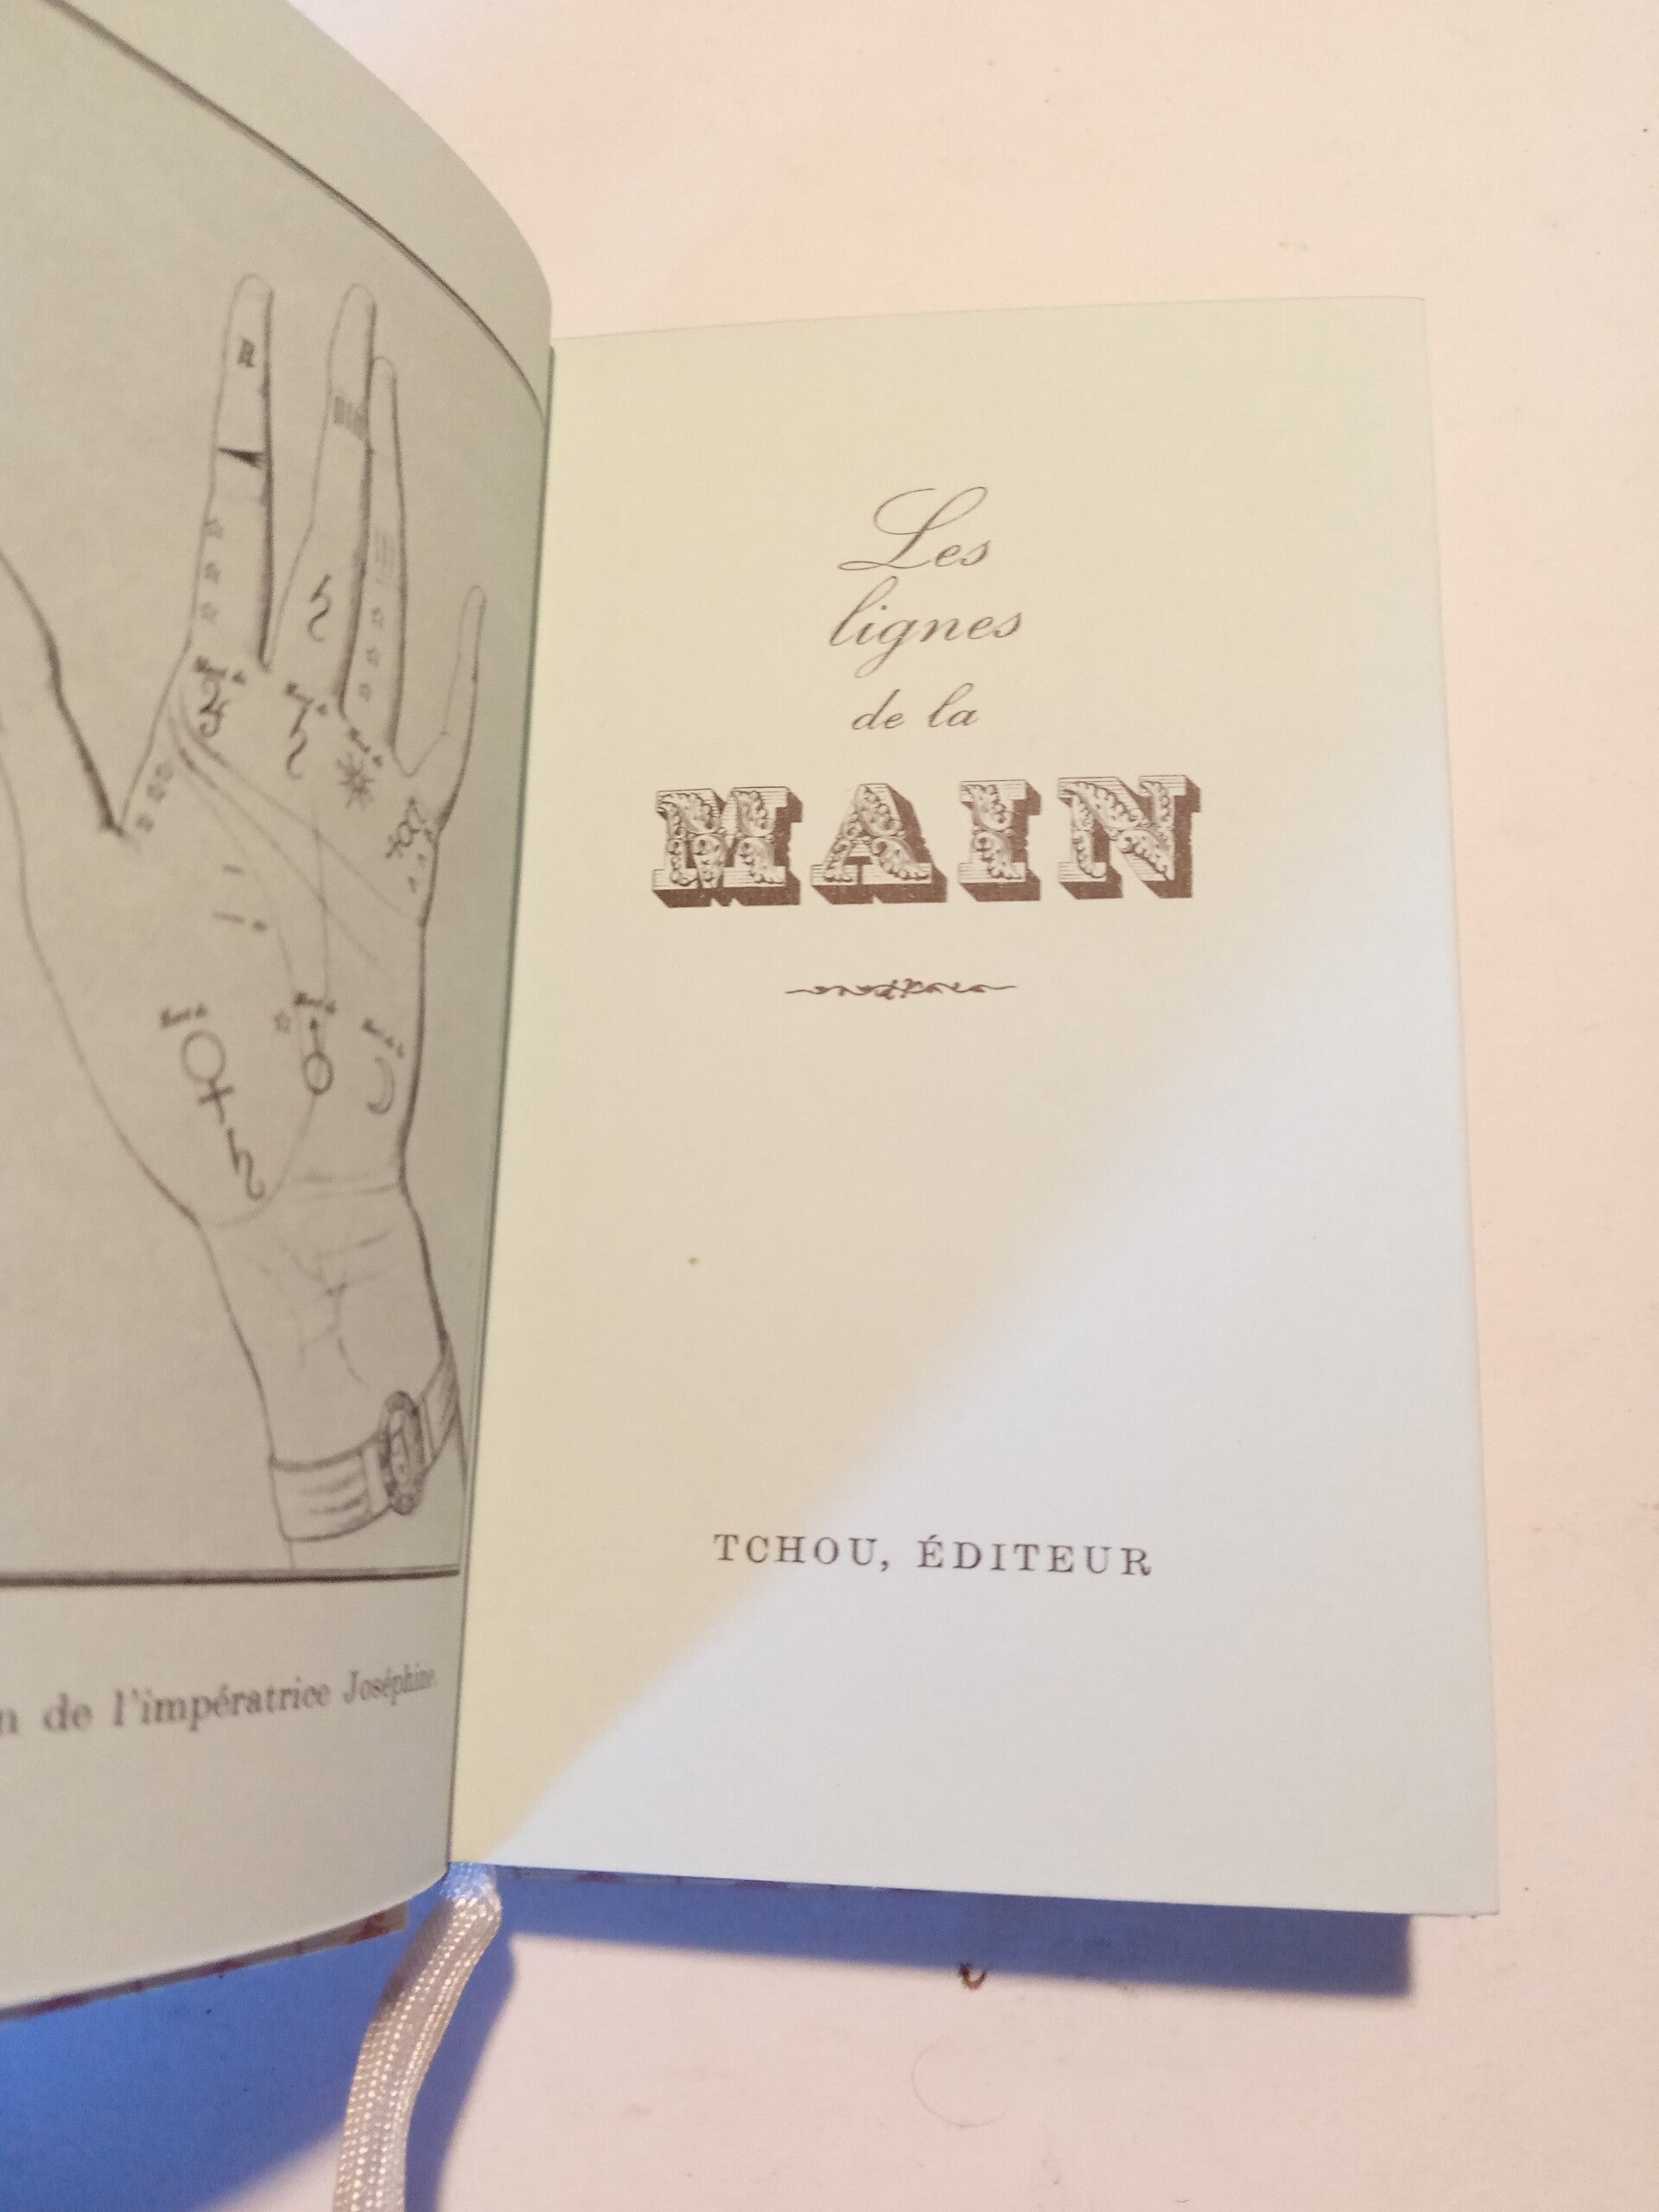 n de l'impératrice Joséphine.
Les
lignes
de la
MAIN
TCHOU, ÉDITEUR